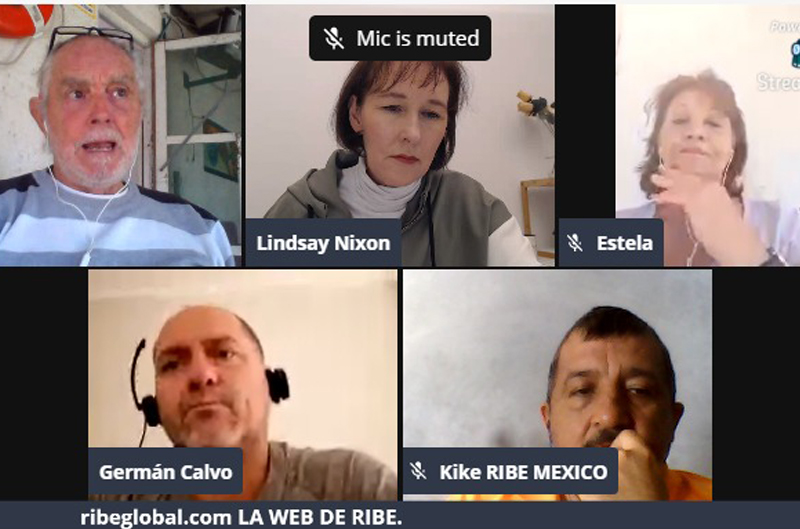 Mic is muted
Lindsay Nixon
Estela
Germán Calvo
Kike RIBE MEXICO
ribeglobal.com LA WEB DE RIBE.